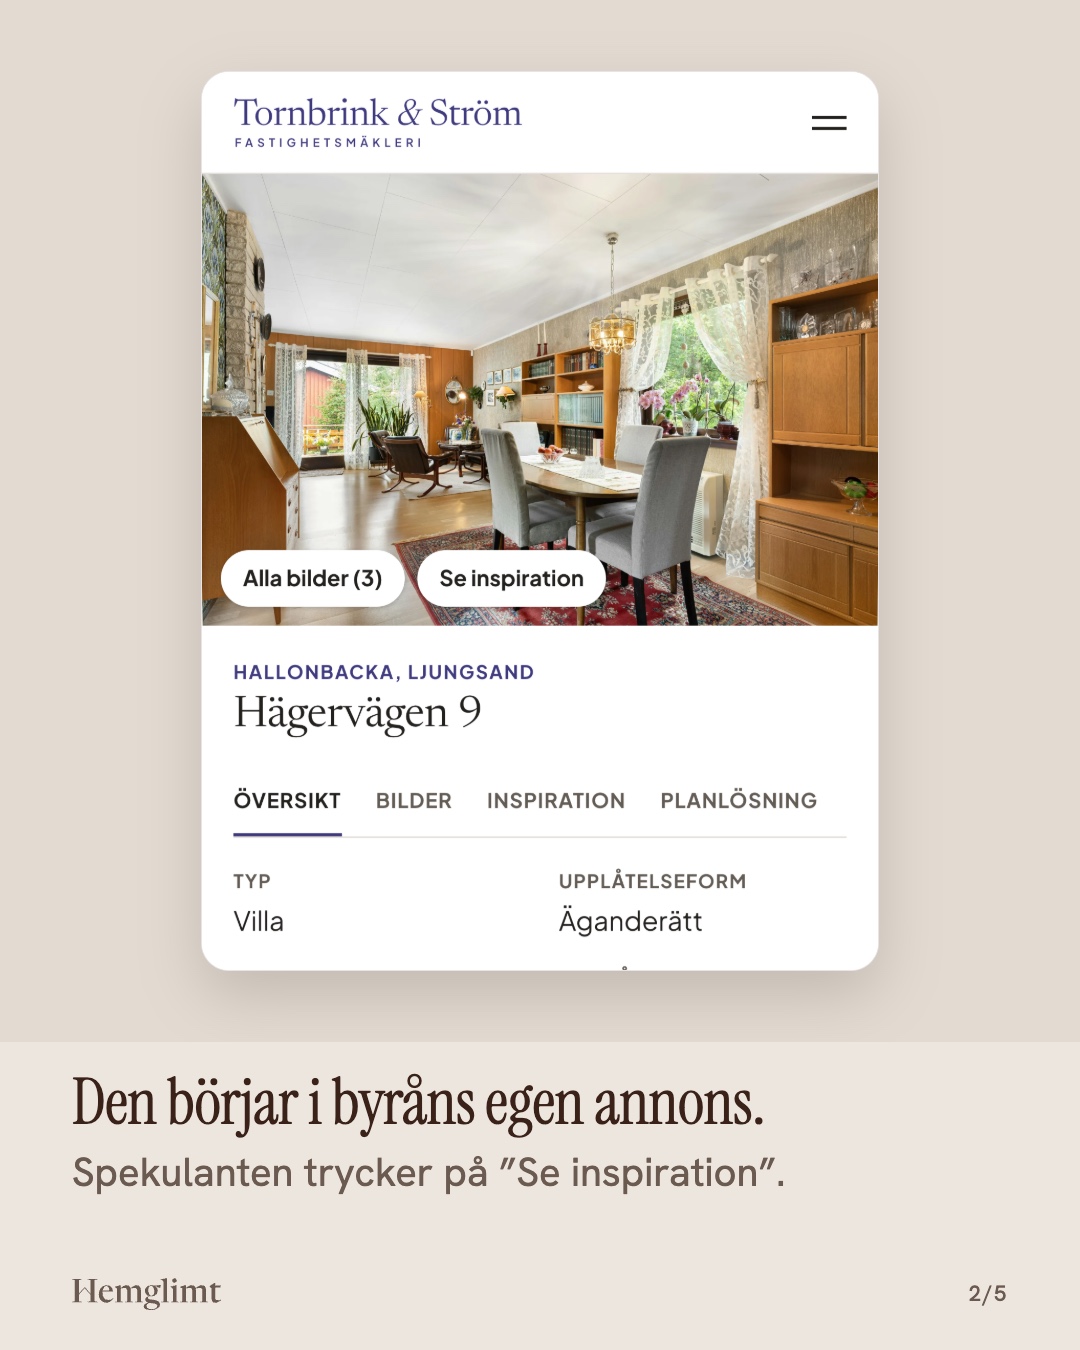 Tornbrink & Ström
FASTIGHETSMÄKLERI
Alla bilder (3)
Se inspiration
HALLONBACKA, LJUNGSAND
Hägervägen 9
ÖVERSIKT BILDER INSPIRATION PLANLÖSNING
TYP UPPLÅTELSEFORM
Villa Äganderätt
Den börjar i byråns egen annons.
Spekulanten trycker på ”Se inspiration”.
Hemglimt 2/5